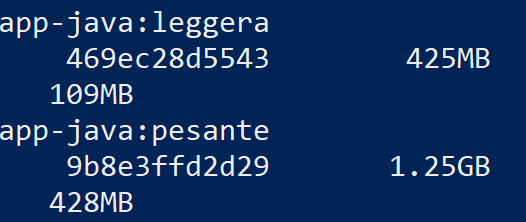 app-java:leggera
469ec28d5543 425MB
109MB
app-java:pesante
9b8e3ffd2d29 1.25GB
428MB